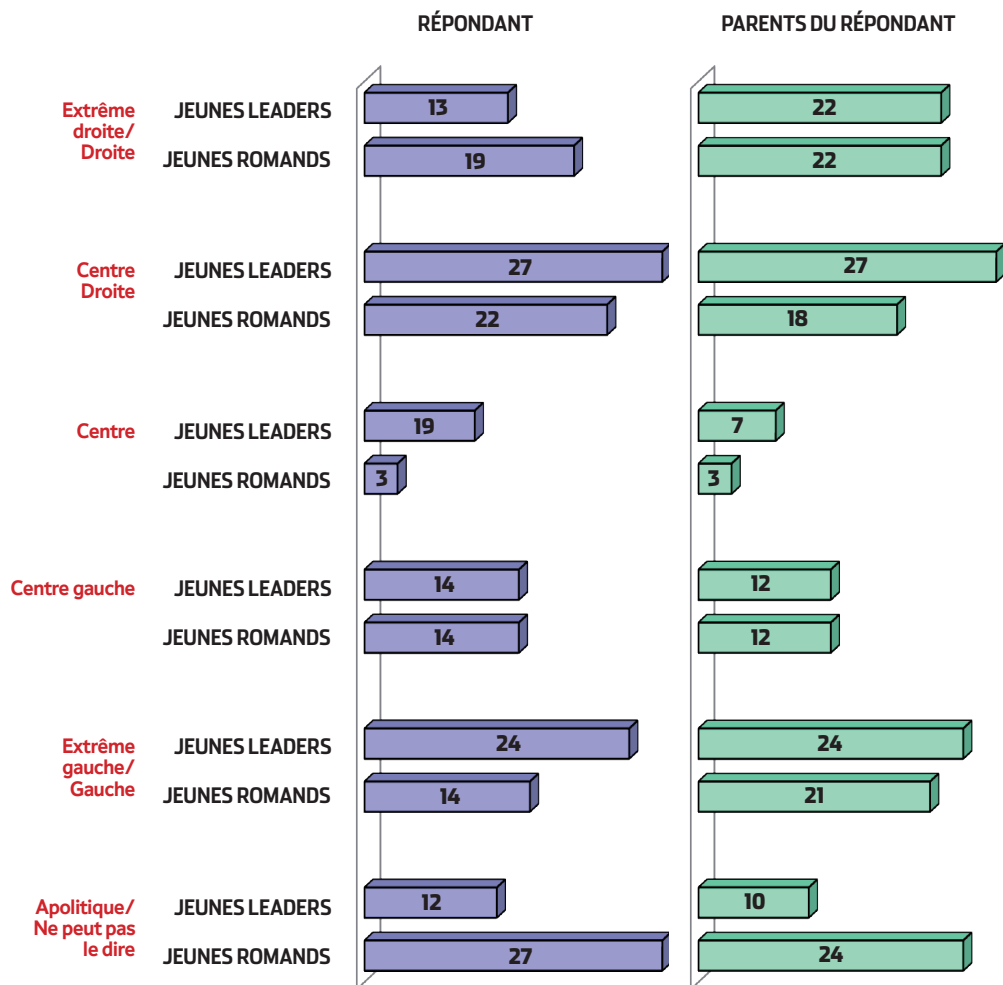 RÉPONDANT PARENTS DU RÉPONDANT
Extrême
droite/
Droite
JEUNES LEADERS 13 22
JEUNES ROMANDS 19 22
Centre
Droite
JEUNES LEADERS 27 27
JEUNES ROMANDS 22 18
Centre
JEUNES LEADERS 19 7
JEUNES ROMANDS 3 3
Centre gauche
JEUNES LEADERS 14 12
JEUNES ROMANDS 14 12
Extrême
gauche/
Gauche
JEUNES LEADERS 24 24
JEUNES ROMANDS 14 21
Apolitique/
Ne peut pas
le dire
JEUNES LEADERS 12 10
JEUNES ROMANDS 27 24